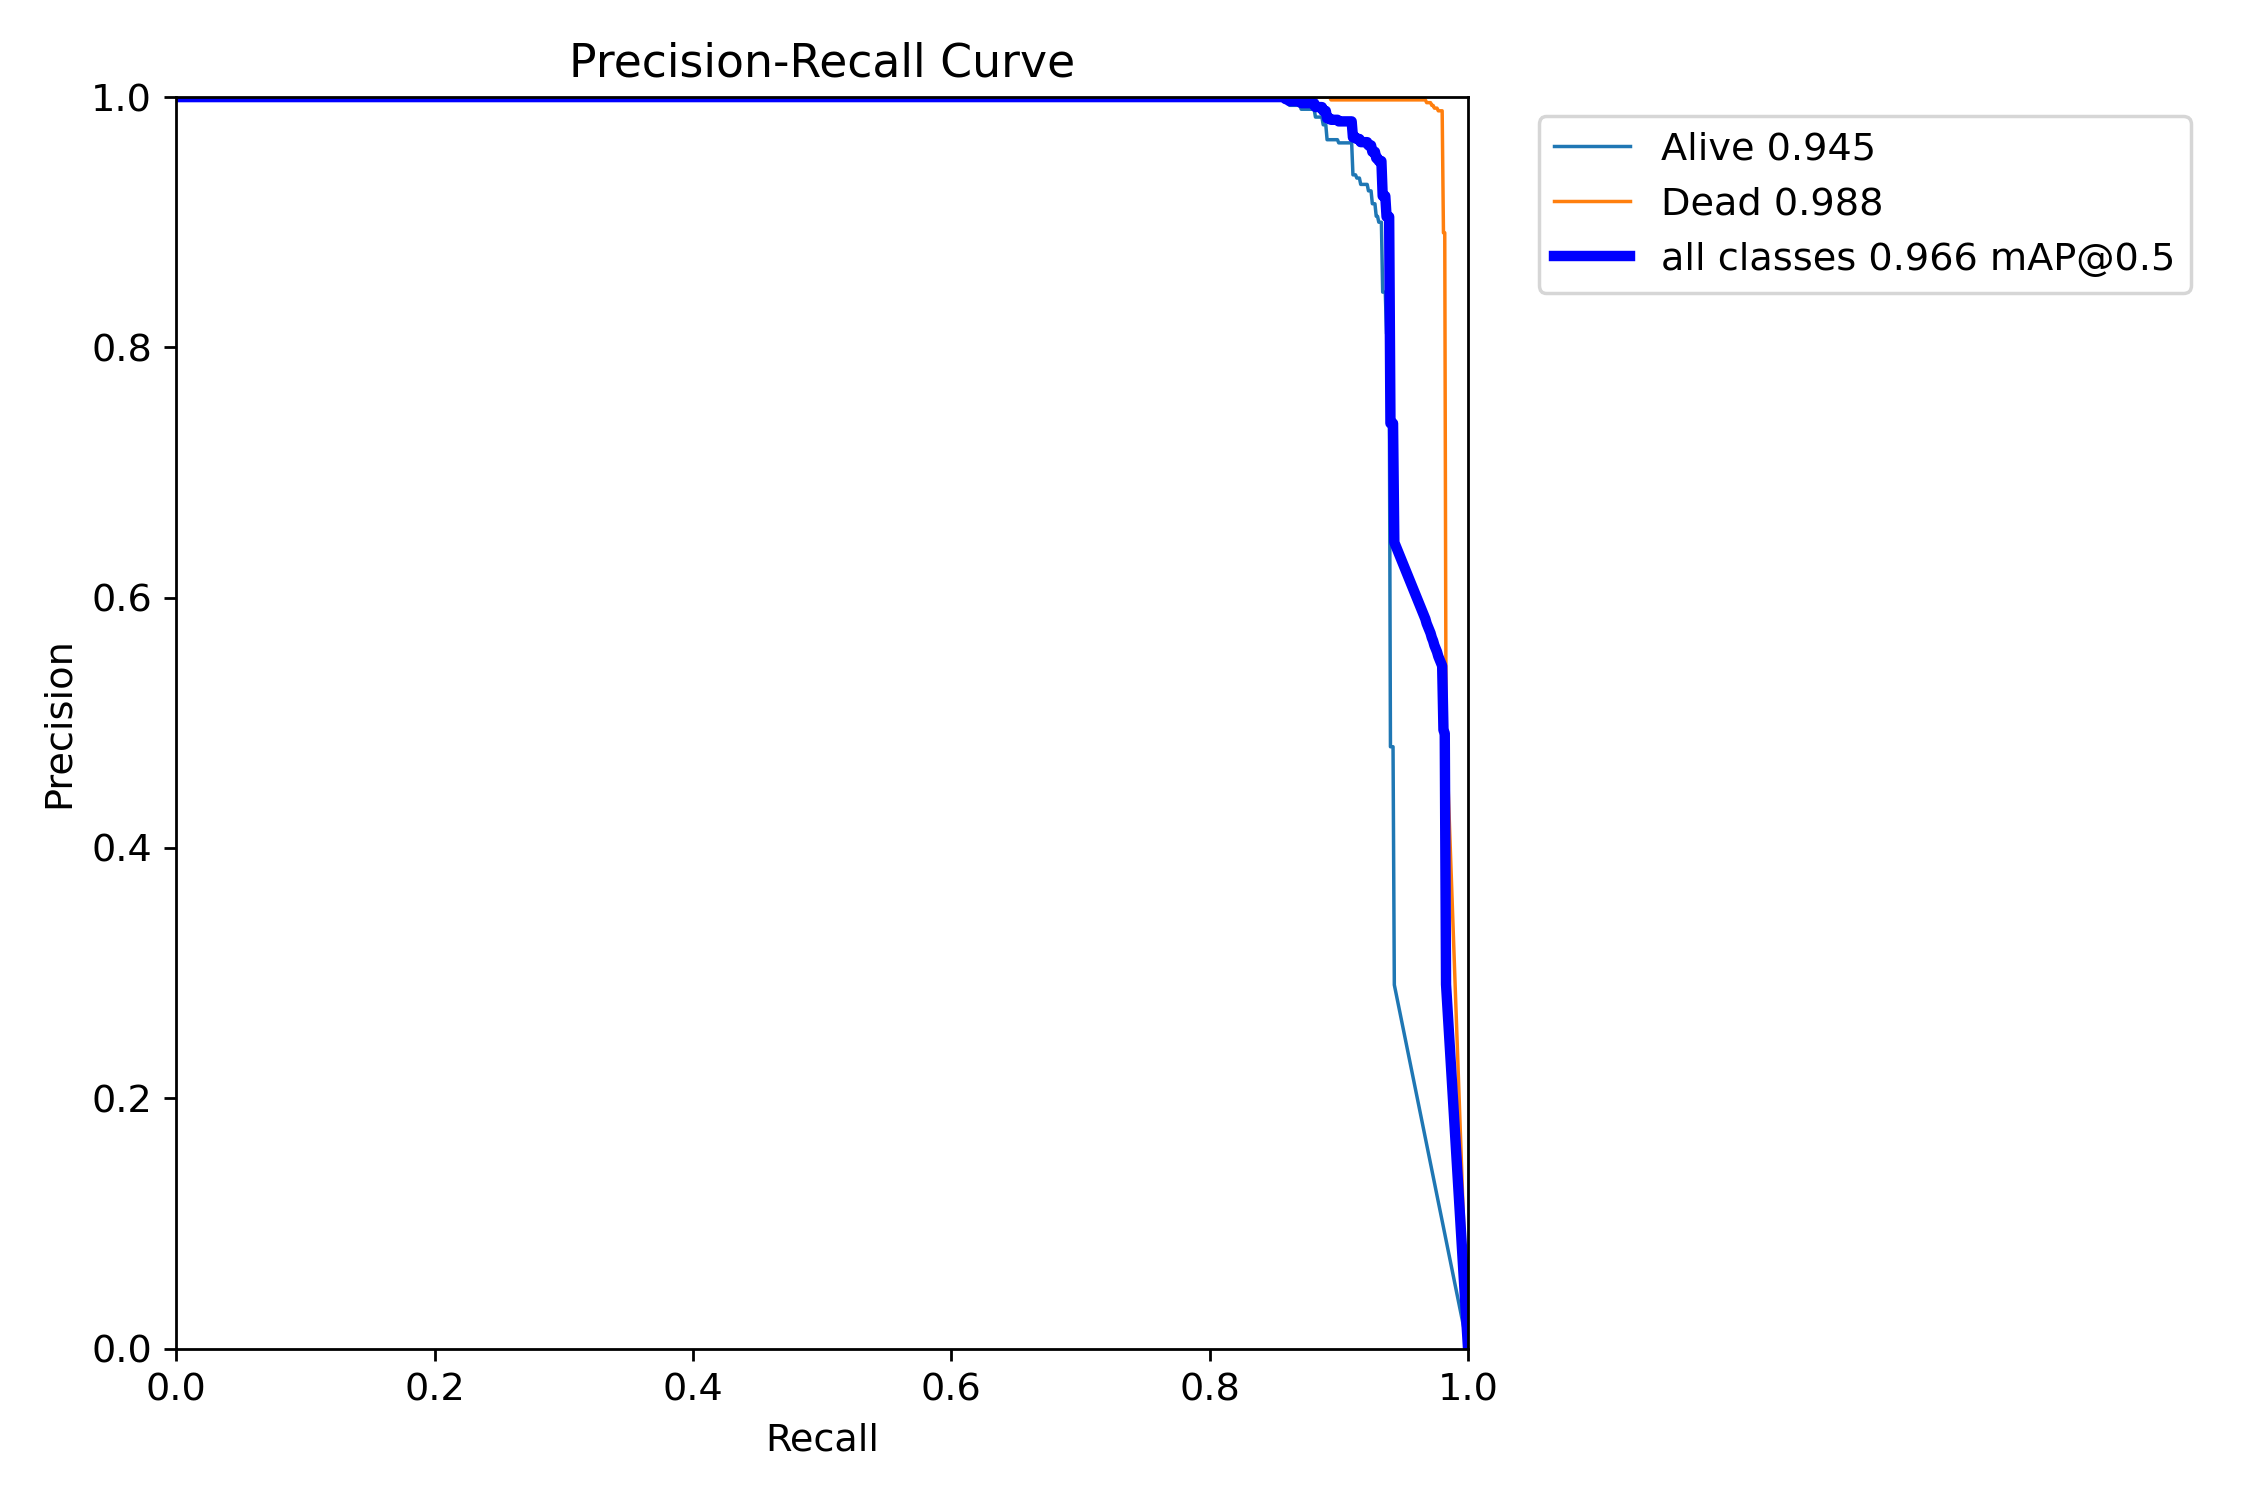 Precision-Recall Curve
1.0
0.8
0.6
0.4
0.2
0.0
Precision
0.0 0.2 0.4 0.6 0.8 1.0
Recall
Alive 0.945
Dead 0.988
all classes 0.966 mAP@0.5